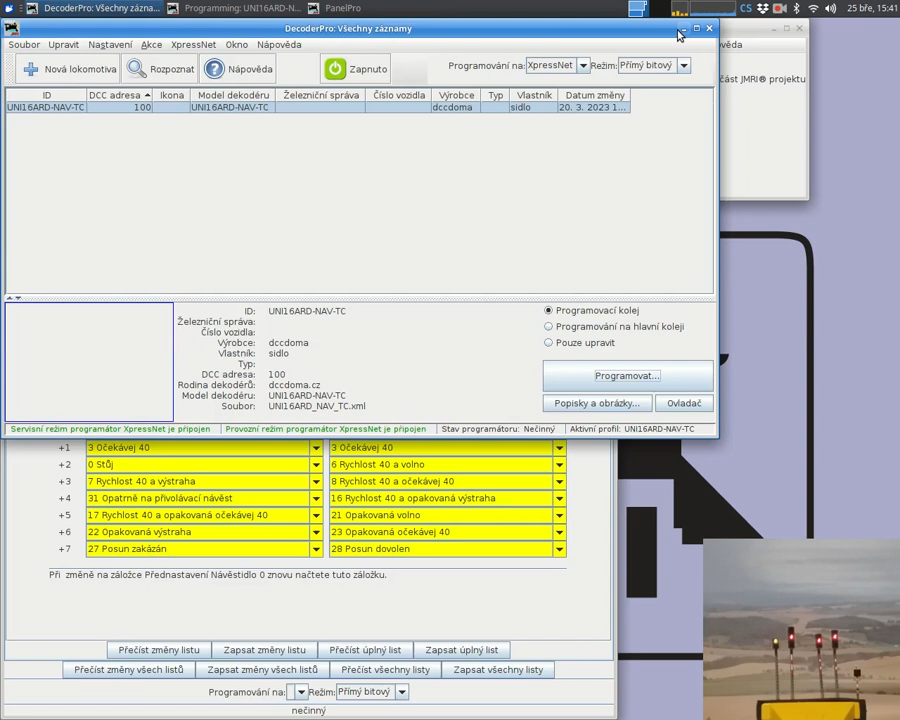 DecoderPro: Všechny zázna...
Programming: UNI16ARD-N...
PanelPro
CS
25 břez, 15:41
DecoderPro: Všechny záznamy
Soubor Upravit Nastavení Akce XpressNet Okno Nápověda
věda
Nová lokomotiva
Rozpoznat
Nápověda
Zapnuto
Programování na: XpressNet Režim: Přímý bitový
část JMRI® projektu
ID DCC adresa Ikona Model dekodéru Železniční správa Číslo vozidla Výrobce Typ Vlastník Datum změny
UNI16ARD-NAV-TC 100 UNI16ARD-NAV-TC dccdoma sidlo 20. 3. 2023 1...
ID: UNI16ARD-NAV-TC
Železniční správa:
Číslo vozidla:
Výrobce: dccdoma
Vlastník: sidlo
Typ:
DCC adresa: 100
Rodina dekodérů: dccdoma.cz
Model dekodéru: UNI16ARD-NAV-TC
Soubor: UNI16ARD_NAV_TC.xml
Programovací kolej
Programování na hlavní koleji
Pouze upravit
Programovat...
Popisky a obrázky...
Ovladač
Servisní režim programátor XpressNet je připojen
Provozní režim programátor XpressNet je připojen
Stav programátoru: Nečinný
Aktivní profil: UNI16ARD-NAV-TC
+1 3 Očekávej 40 3 Očekávej 40
+2 0 Stůj 6 Rychlost 40 a volno
+3 7 Rychlost 40 a výstraha 8 Rychlost 40 a očekávej 40
+4 31 Opatrně na přivolávací návěst 16 Rychlost 40 a opakovaná výstraha
+5 17 Rychlost 40 a opakovaná očekávej 40 21 Opakovaná volno
+6 22 Opakovaná výstraha 23 Opakovaná očekávej 40
+7 27 Posun zakázán 28 Posun dovolen
Při změně na záložce Přednastavení Návěstidlo 0 znovu načtete tuto záložku.
Přečíst změny listu
Zapsat změny listu
Přečíst úplný list
Zapsat úplný list
Přečíst změny všech listů
Zapsat změny všech listů
Přečíst všechny listy
Zapsat všechny listy
Programování na: Režim: Přímý bitový
nečinný